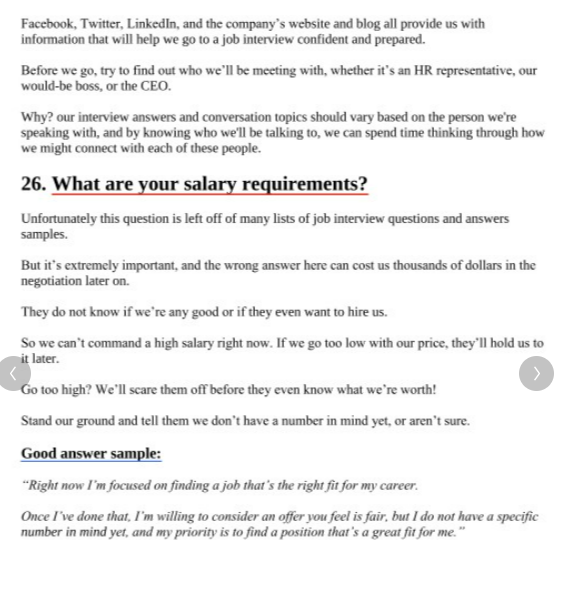 Facebook, Twitter, LinkedIn, and the company's website and blog all provide us with
information that will help we go to a job interview confident and prepared.
Before we go, try to find out who we'll be meeting with, whether it's an HR representative, our
would-be boss, or the CEO.
Why? our interview answers and conversation topics should vary based on the person we're
speaking with, and by knowing who we'll be talking to, we can spend time thinking through how
we might connect with each of these people.
26. What are your salary requirements?
Unfortunately this question is left off of many lists of job interview questions and answers
samples.
But it's extremely important, and the wrong answer here can cost us thousands of dollars in the
negotiation later on.
They do not know if we're any good or if they even want to hire us.
So we can't command a high salary right now. If we go too low with our price, they'll hold us to
it later.
Go too high? We'll scare them off before they even know what we're worth!
Stand our ground and tell them we don't have a number in mind yet, or aren't sure.
Good answer sample:
"Right now I'm focused on finding a job that's the right fit for my career.
Once I've done that, I'm willing to consider an offer you feel is fair, but I do not have a specific
number in mind yet, and my priority is to find a position that's a great fit for me."